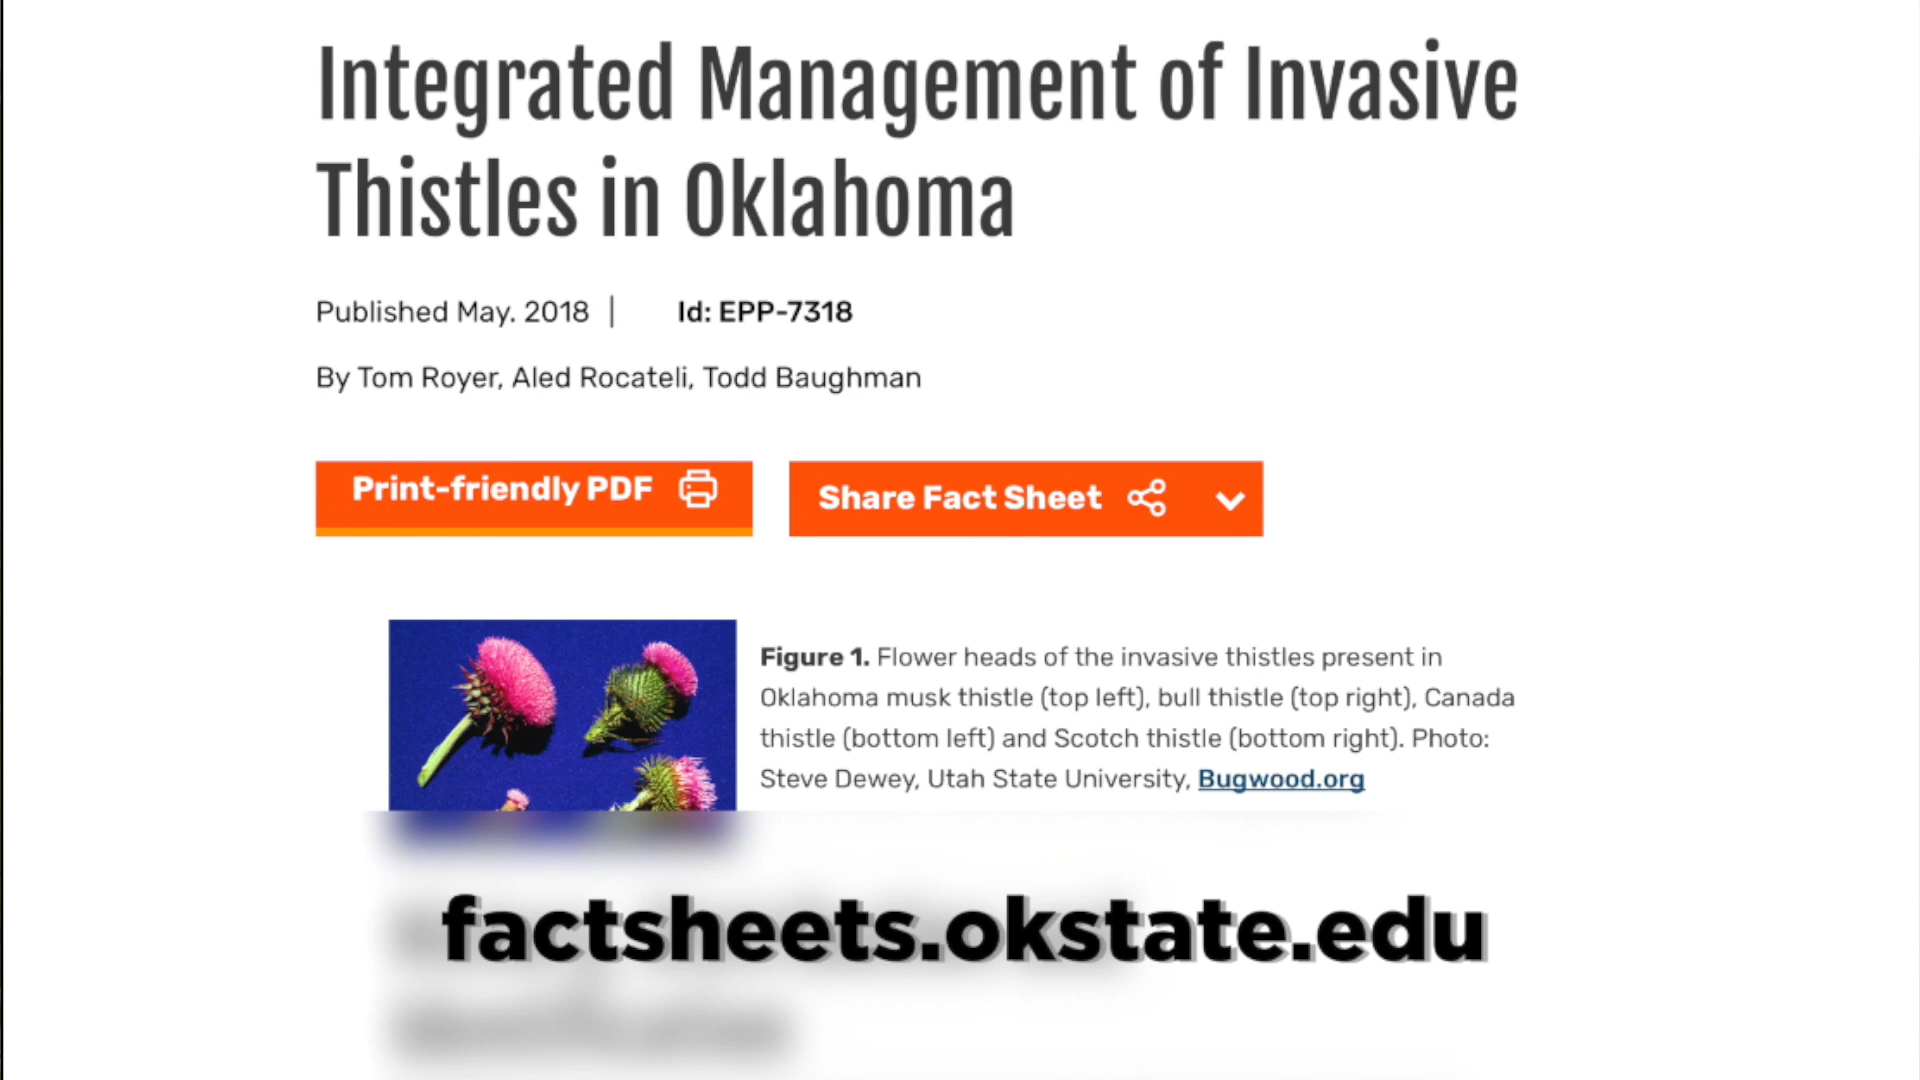 Integrated Management of Invasive
Thistles in Oklahoma
Published May. 2018 | Id: EPP-7318
By Tom Royer, Aled Rocateli, Todd Baughman
Print-friendly PDF
Share Fact Sheet
Figure 1. Flower heads of the invasive thistles present in
Oklahoma musk thistle (top left), bull thistle (top right), Canada
thistle (bottom left) and Scotch thistle (bottom right). Photo:
Steve Dewey, Utah State University, Bugwood.org
factsheets.okstate.edu